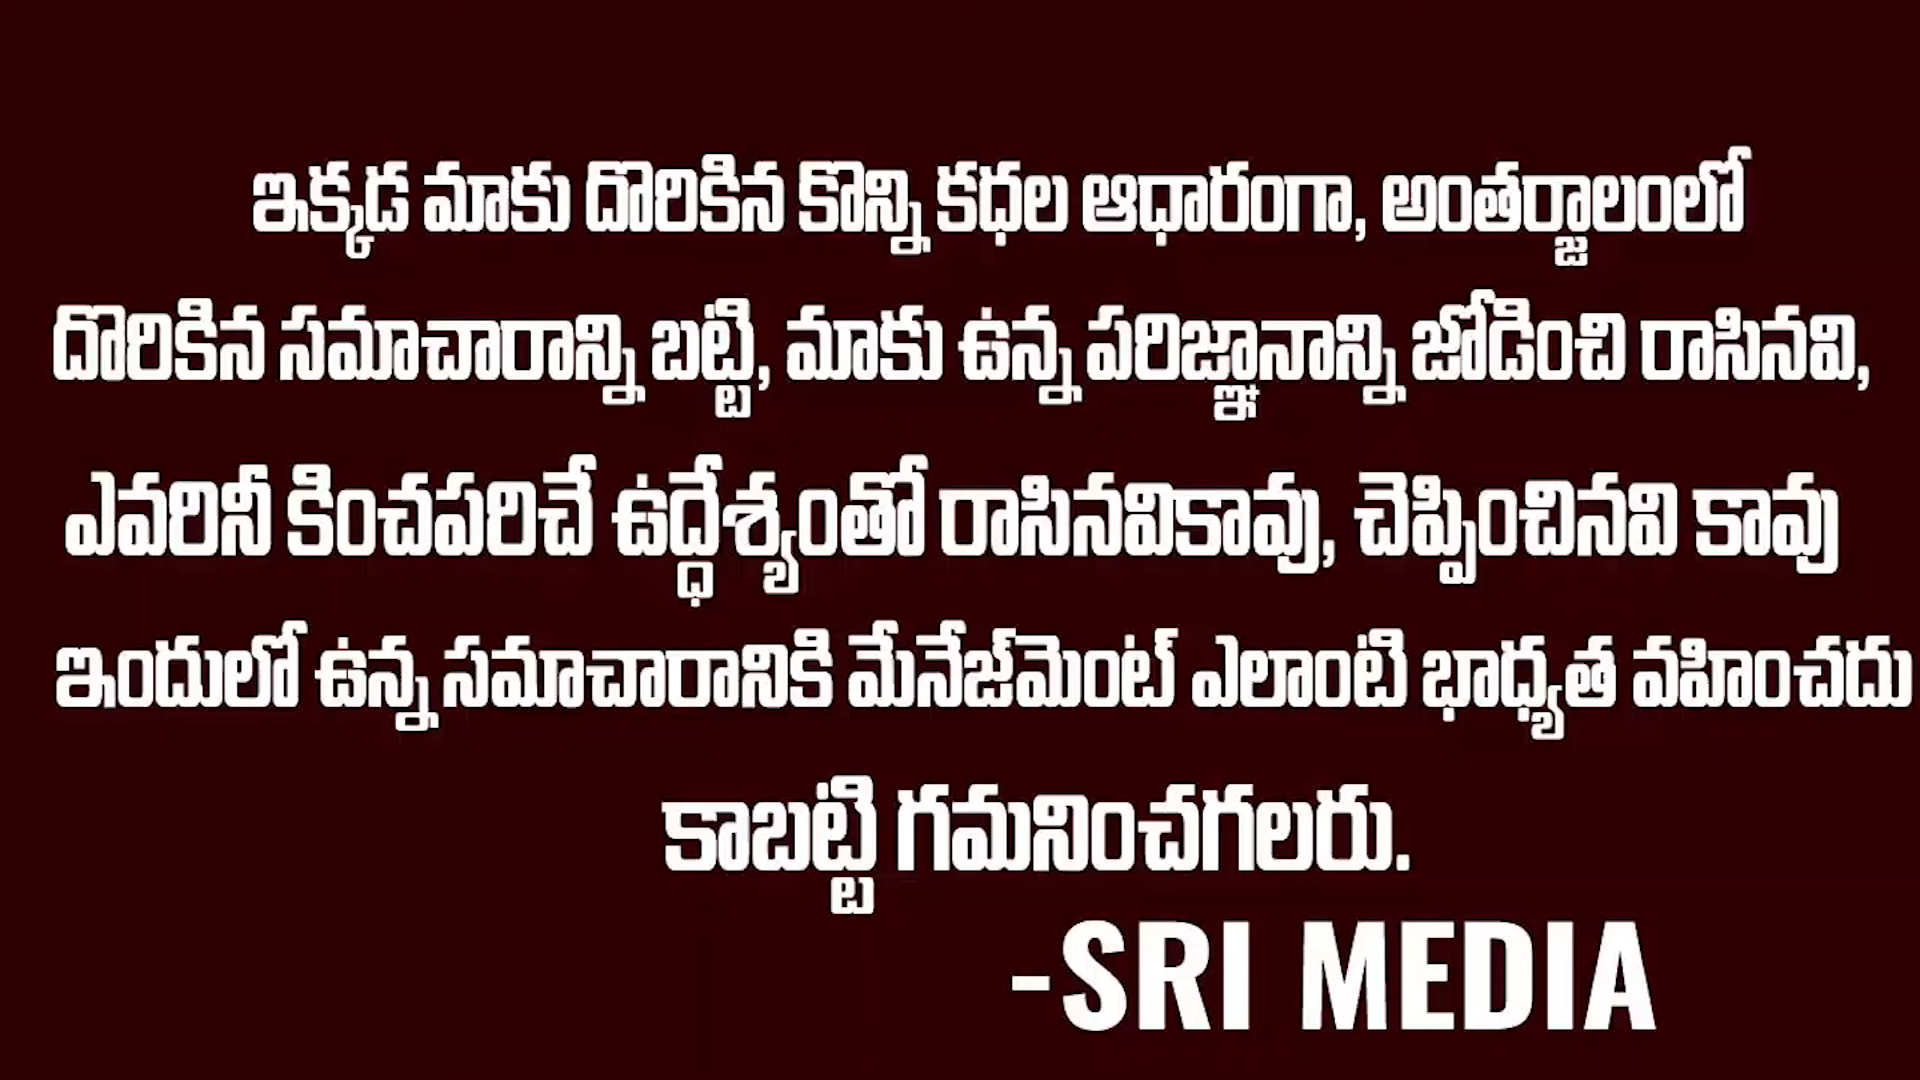 ఇక్కడ మాకు దొరికిన కొన్ని కధల ఆధారంగా, అంతర్జాలంలో
దొరికిన సమాచారాన్ని బట్టి, మాకు ఉన్న పరిజ్ఞానాన్ని జోడించి రాసినవి,
ఎవరినీ కించపరిచే ఉద్ధేశ్యంతో రాసినవికావు, చెప్పించినవి కావు
ఇందులో ఉన్న సమాచారానికి మేనేజ్‌మెంట్ ఎలాంటి భాధ్యత వహించదు
కాబట్టి గమనించగలరు.
-SRI MEDIA